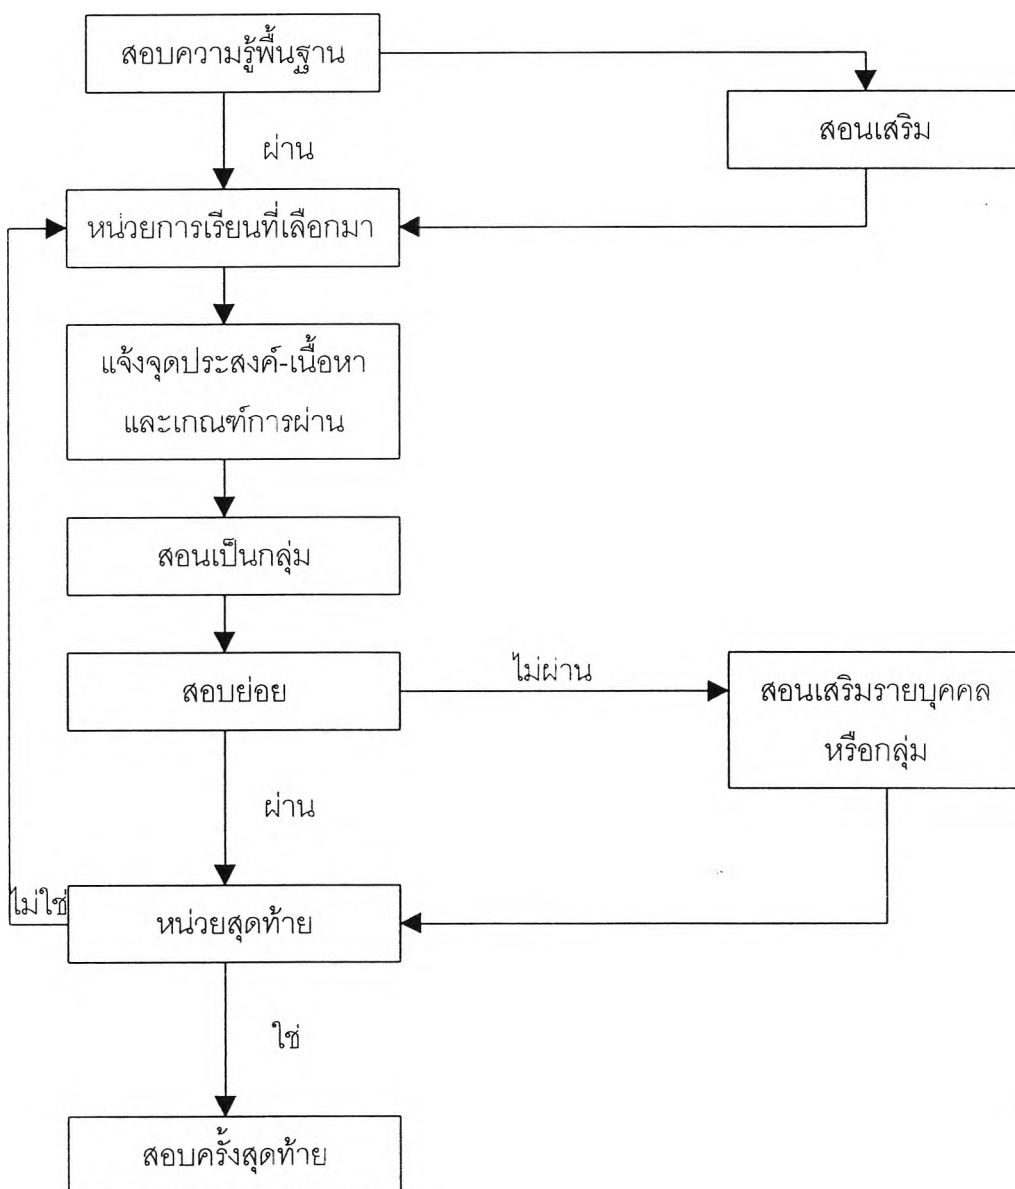 สอบความรู้พื้นฐาน
สอนเสริม
ผ่าน
หน่วยการเรียนที่เลือกมา
แจ้งจุดประสงค์-เนื้อหา
และเกณฑ์การผ่าน
สอนเป็นกลุ่ม
สอบย่อย
ไม่ผ่าน
สอนเสริมรายบุคคล
หรือกลุ่ม
ผ่าน
ไม่ใช่
หน่วยสุดท้าย
ใช่
สอบครั้งสุดท้าย